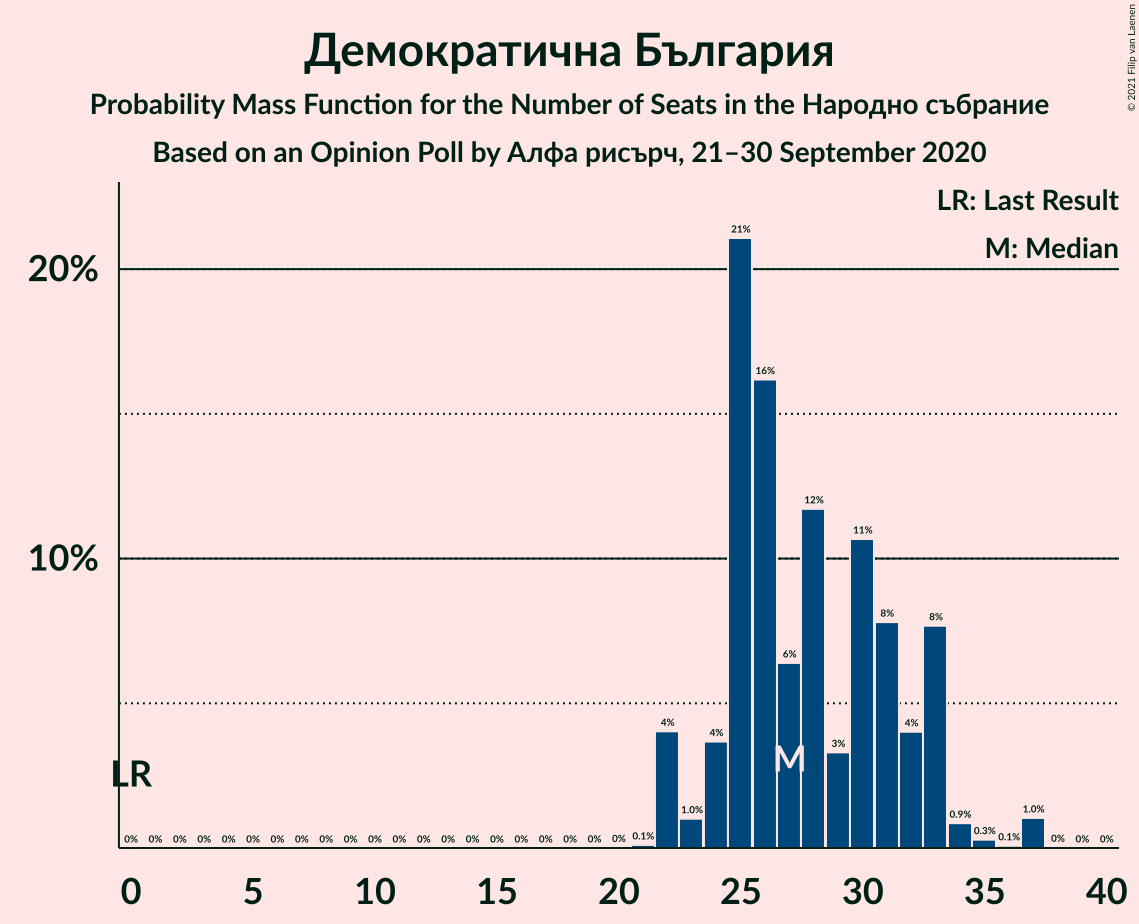 Демократична България
Probability Mass Function for the Number of Seats in the Народно събрание
Based on an Opinion Poll by Алфа рисърч, 21–30 September 2020
© 2021 Filip van Laenen
LR: Last Result
M: Median
20%
10%
LR
M
0% 0% 0% 0% 0% 0% 0% 0% 0% 0% 0% 0% 0% 0% 0% 0% 0% 0% 0% 0% 0% 0.1% 4% 1.0% 4% 21% 16% 6% 12% 3% 11% 8% 4% 8% 0.9% 0.3% 0.1% 1.0% 0% 0% 0%
0 5 10 15 20 25 30 35 40